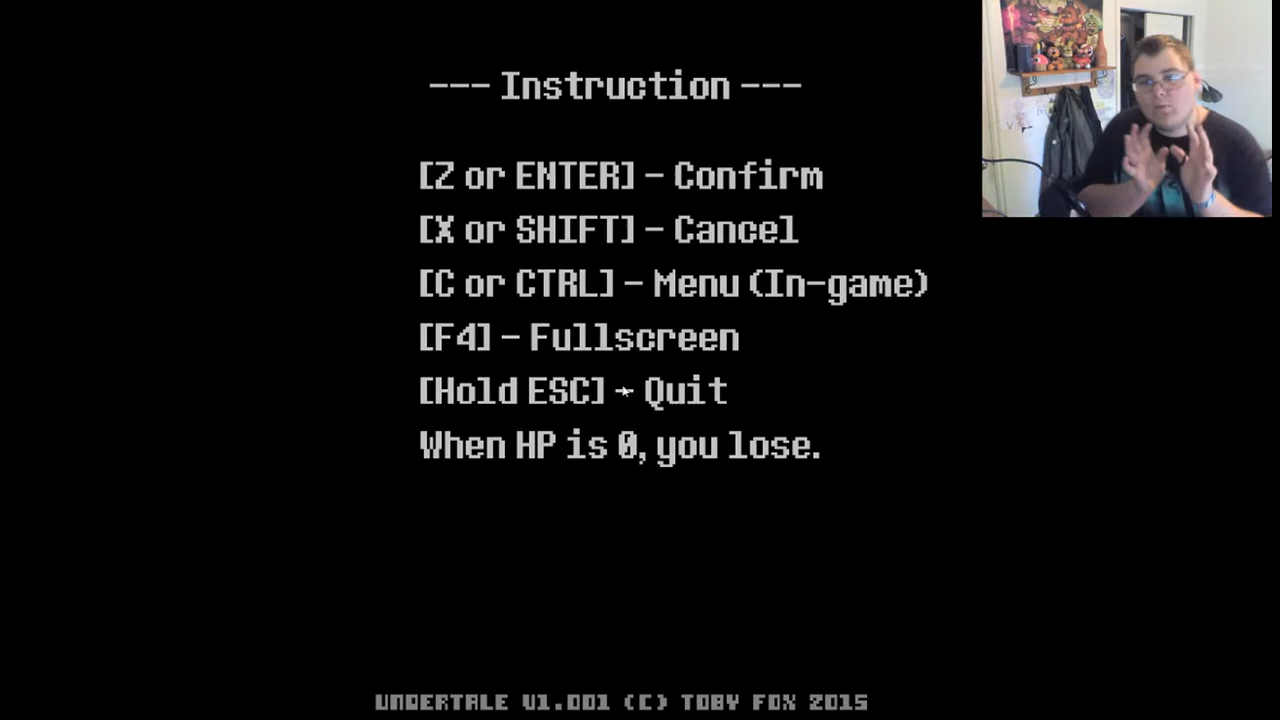 --- Instruction ---
[Z or ENTER] - Confirm
[X or SHIFT] - Cancel
[C or CTRL] - Menu (In-game)
[F4] - Fullscreen
[Hold ESC] - Quit
When HP is 0, you lose.
UNDERTALE V1.001 (C) TOBY FOX 2015